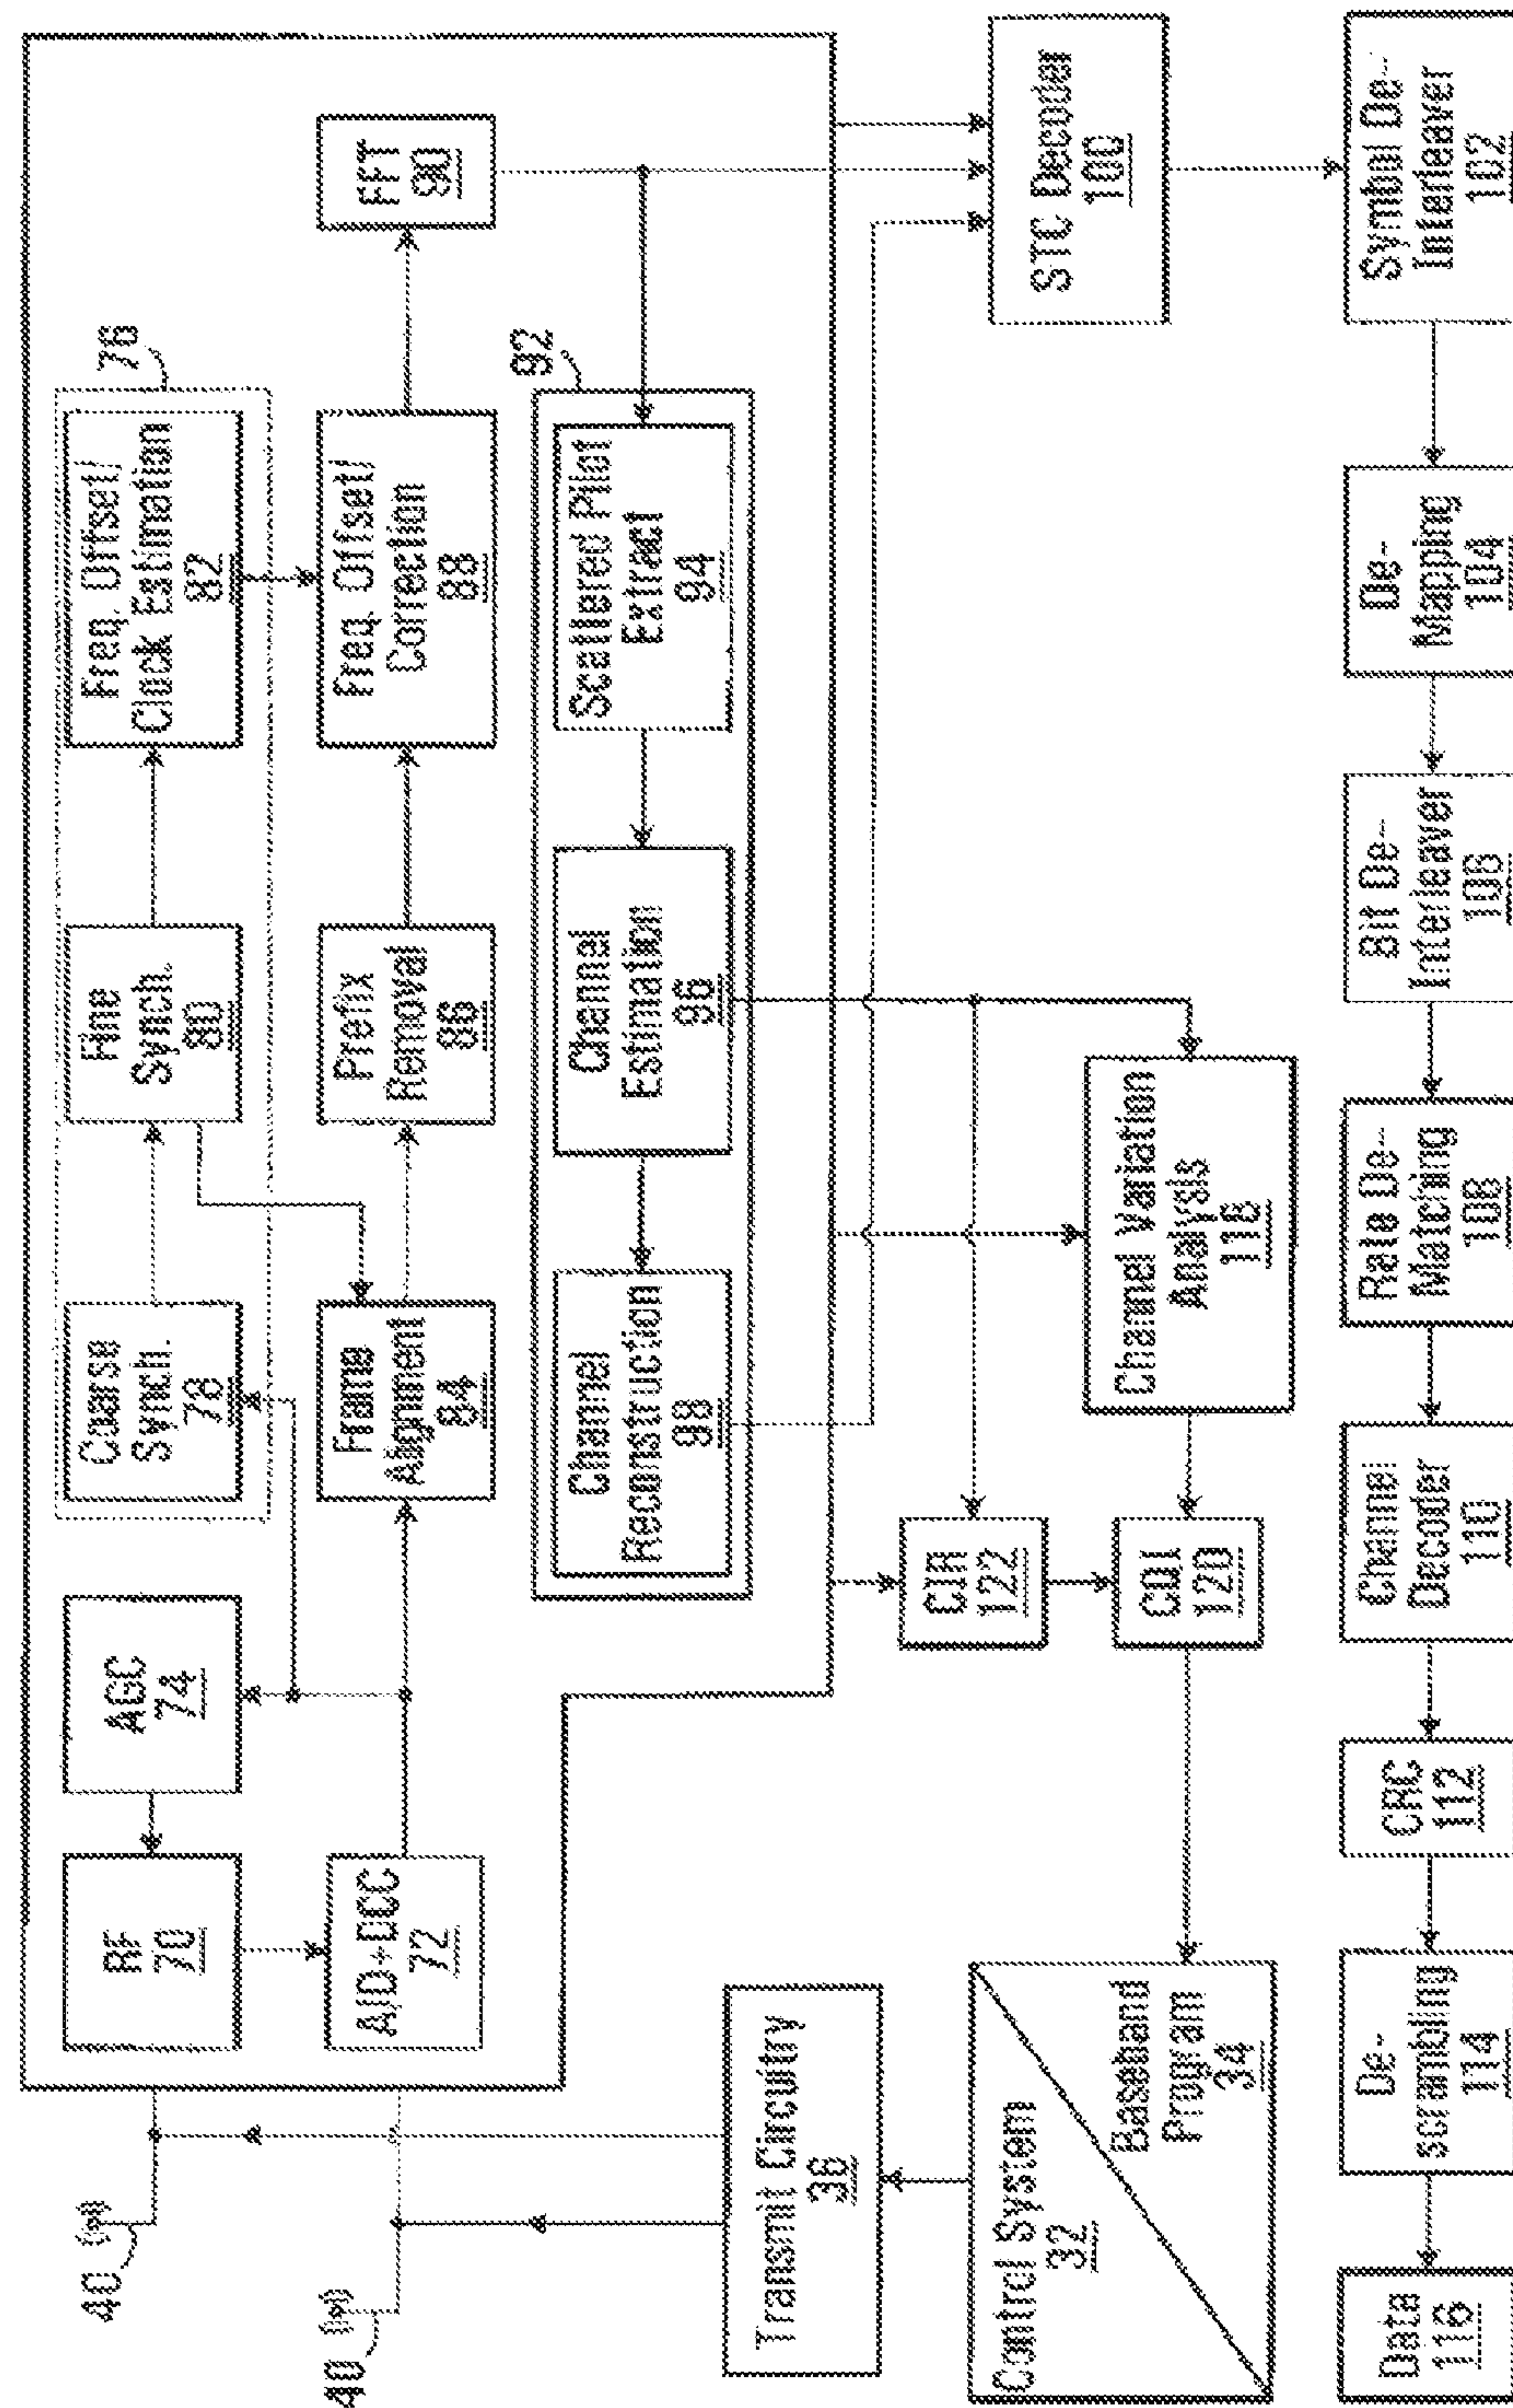 40
40
RF
70
AGC
74
A/D+DCC
72
76
Coarse
Synch.
78
Fine
Synch.
80
Freq. Offset/
Clock Estimation
82
Frame
Alignment
84
Prefix
Removal
86
Freq. Offset/
Correction
88
FFT
90
92
Channel
Reconstruction
98
Channel
Estimation
96
Scattered Pilot
Extract
94
Transmit Circuitry
36
CIR
122
STC Decoder
100
Control System
32
Baseband
Program
34
CQI
120
Channel Variation
Analysis
118
Data
116
De-
scrambling
114
CRC
112
Channel
Decoder
110
Rate De-
Matching
108
Bit De-
Interleaver
106
De-
Mapping
104
Symbol De-
Interleaver
102